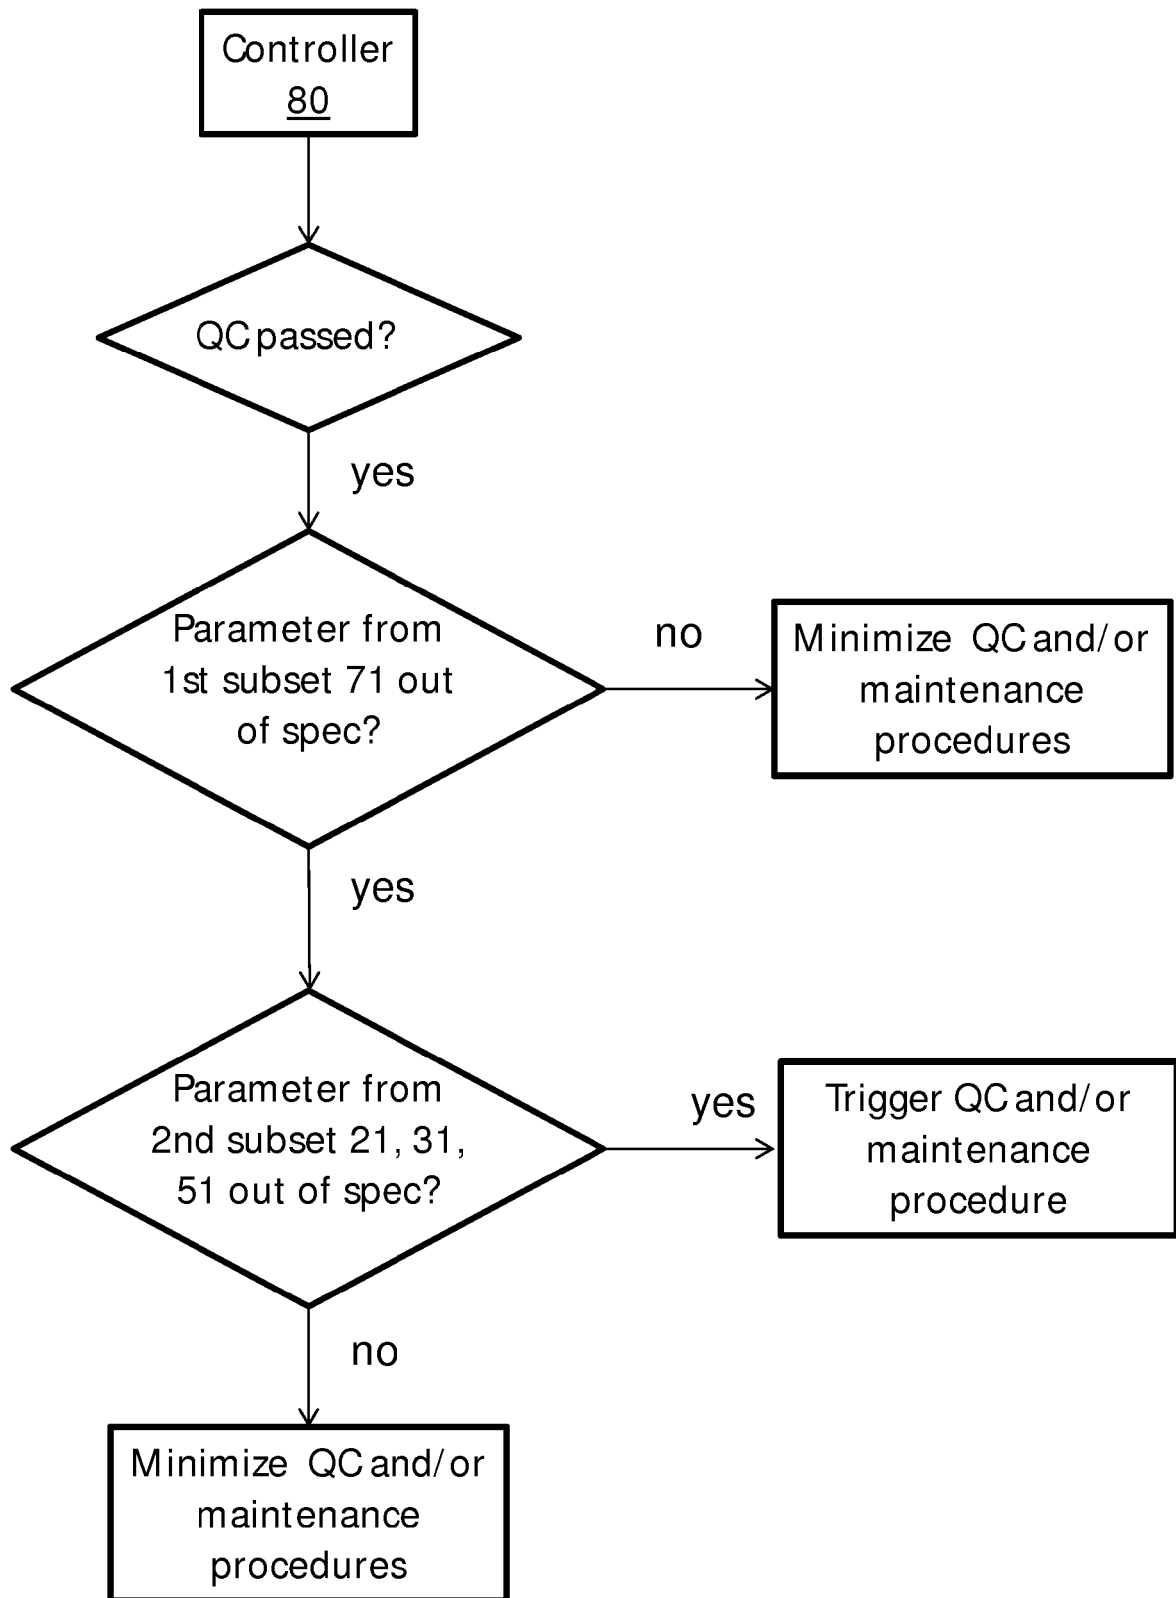 Controller
80
QC passed?
yes
Parameter from
1st subset 71 out
of spec?
no
Minimize QC and/or
maintenance
procedures
yes
Parameter from
2nd subset 21, 31,
51 out of spec?
yes
Trigger QC and/or
maintenance
procedure
no
Minimize QC and/or
maintenance
procedures